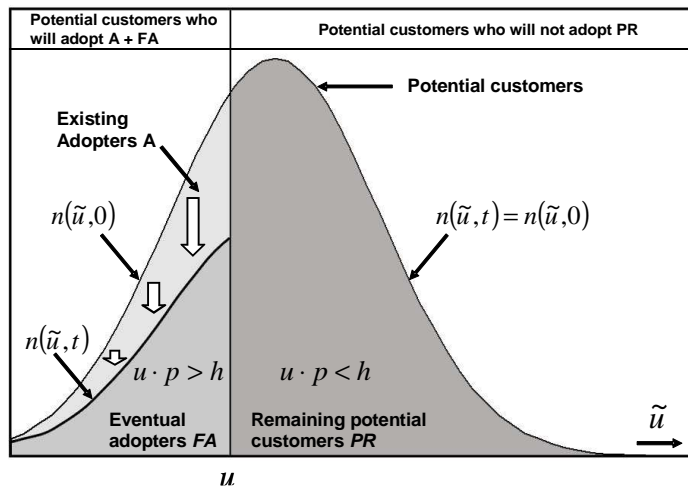 Potential customers who
will adopt A + FA
Potential customers who will not adopt PR
Potential customers
Existing
Adopters A
n(ũ,0)
n(ũ,t) = n(ũ,0)
n(ũ,t)
u · p > h
u · p < h
Eventual
adopters FA
Remaining potential
customers PR
ũ
u